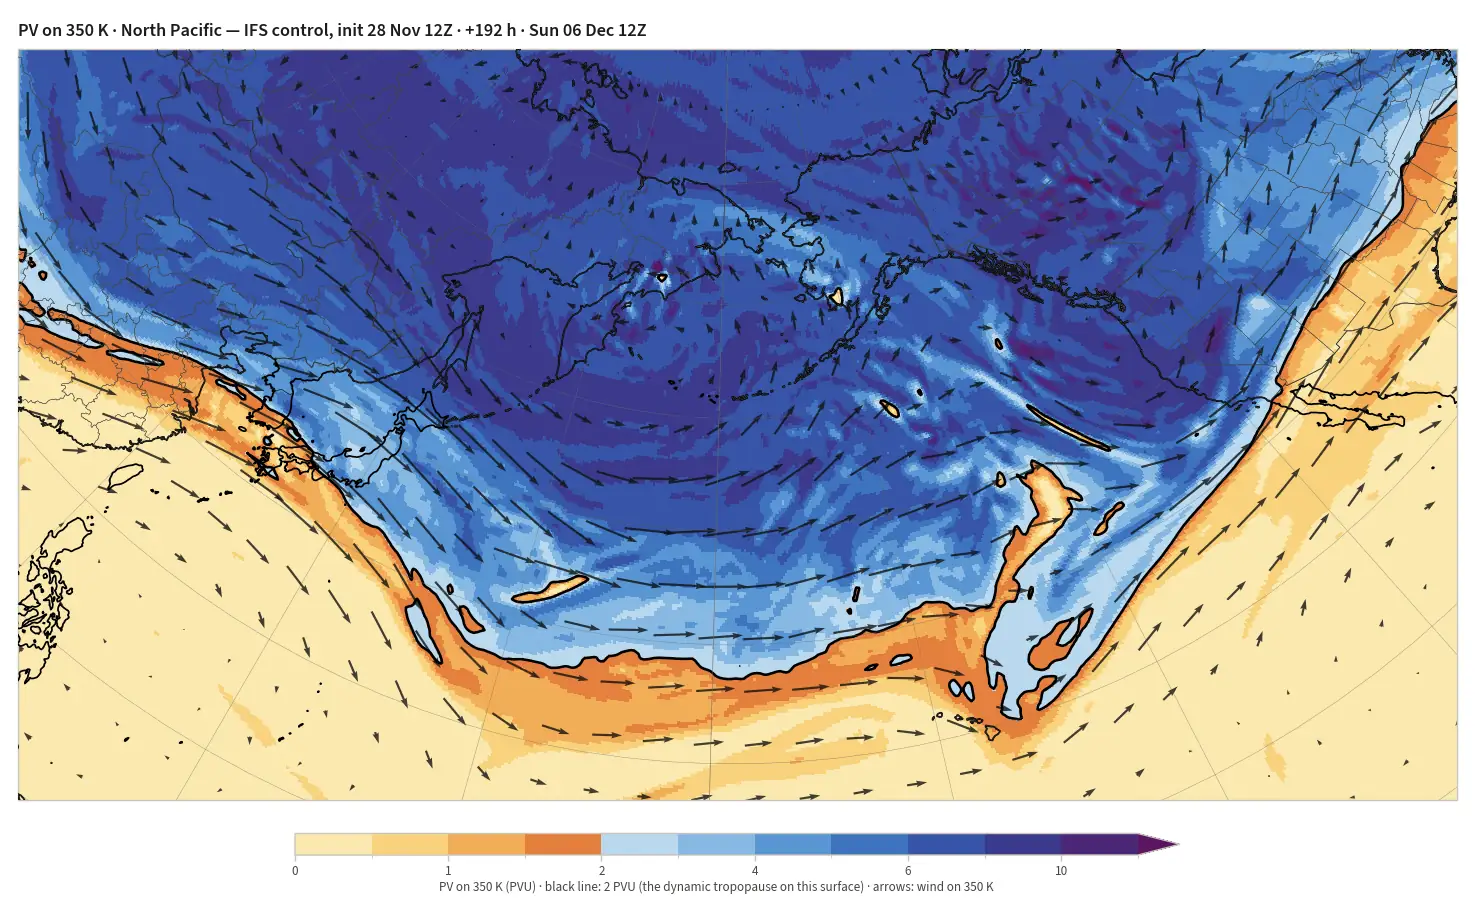 PV on 350 K · North Pacific — IFS control, init 28 Nov 12Z · +192 h · Sun 06 Dec 12Z
0 1 2 4 6 10
PV on 350 K (PVU) · black line: 2 PVU (the dynamic tropopause on this surface) · arrows: wind on 350 K